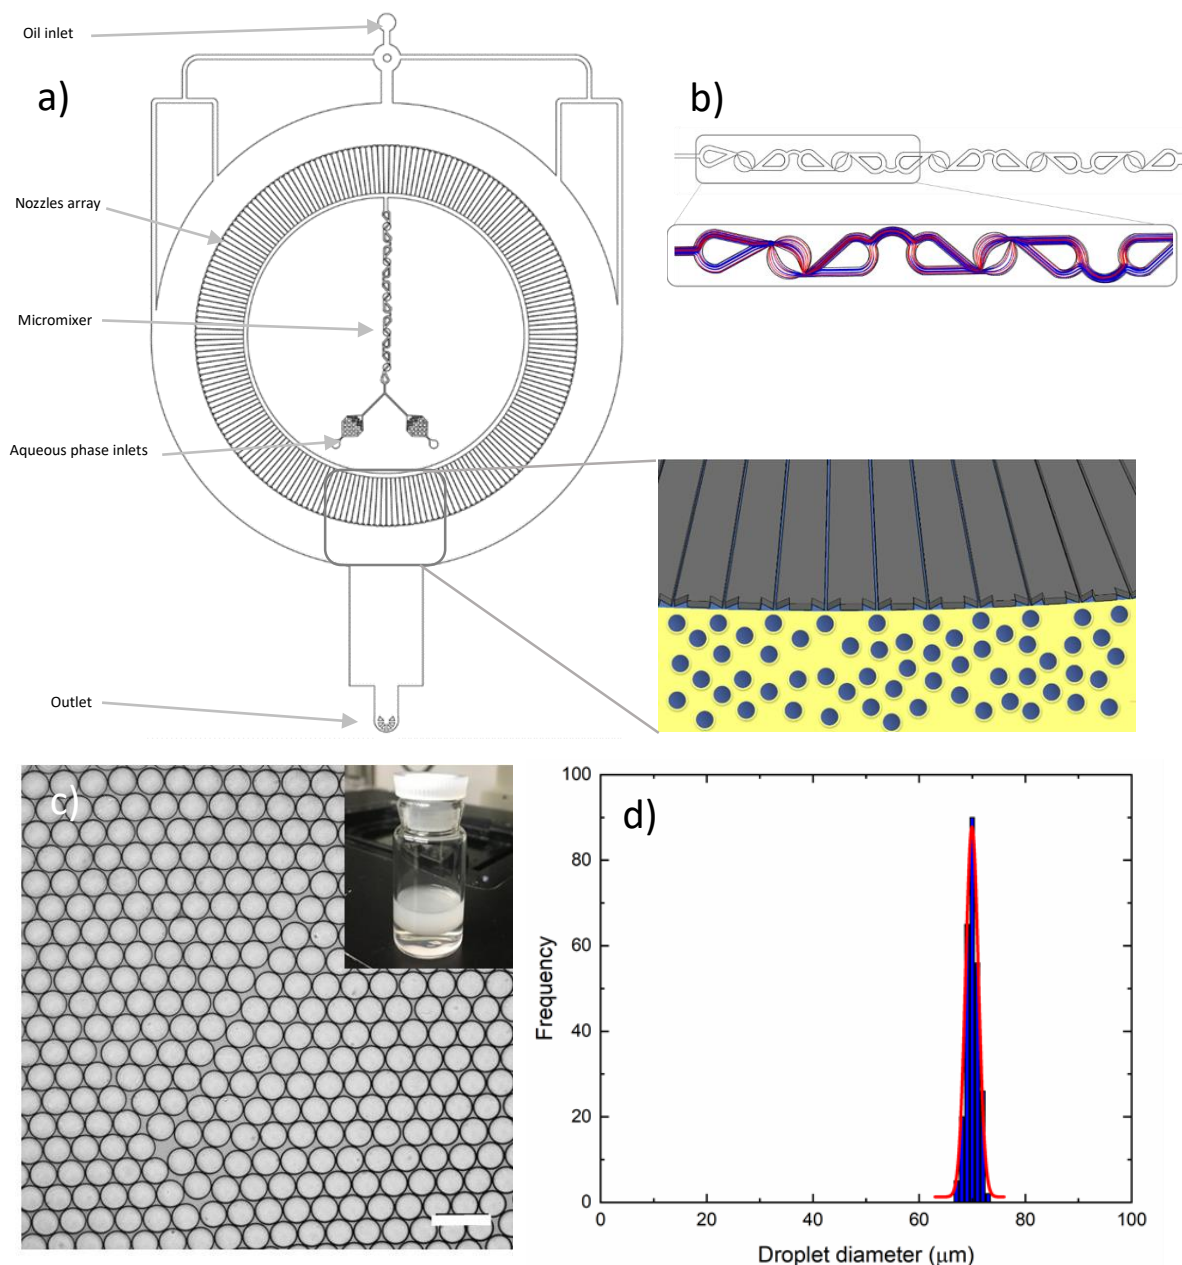 Oil inlet
a)
b)
Nozzles array
Micromixer
Aqueous phase inlets
Outlet
c)
d)
100
80
60
40
20
0
Frequency
0 20 40 60 80 100
Droplet diameter (μm)